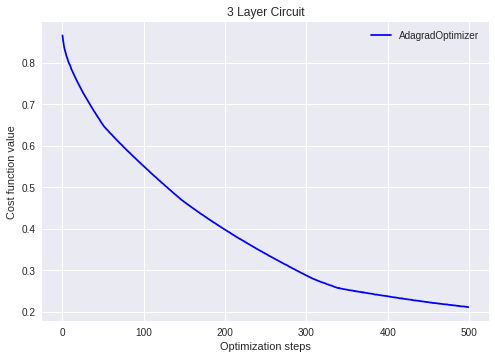 3 Layer Circuit
AdagradOptimizer
Cost function value
0.8
0.7
0.6
0.5
0.4
0.3
0.2
0 100 200 300 400 500
Optimization steps